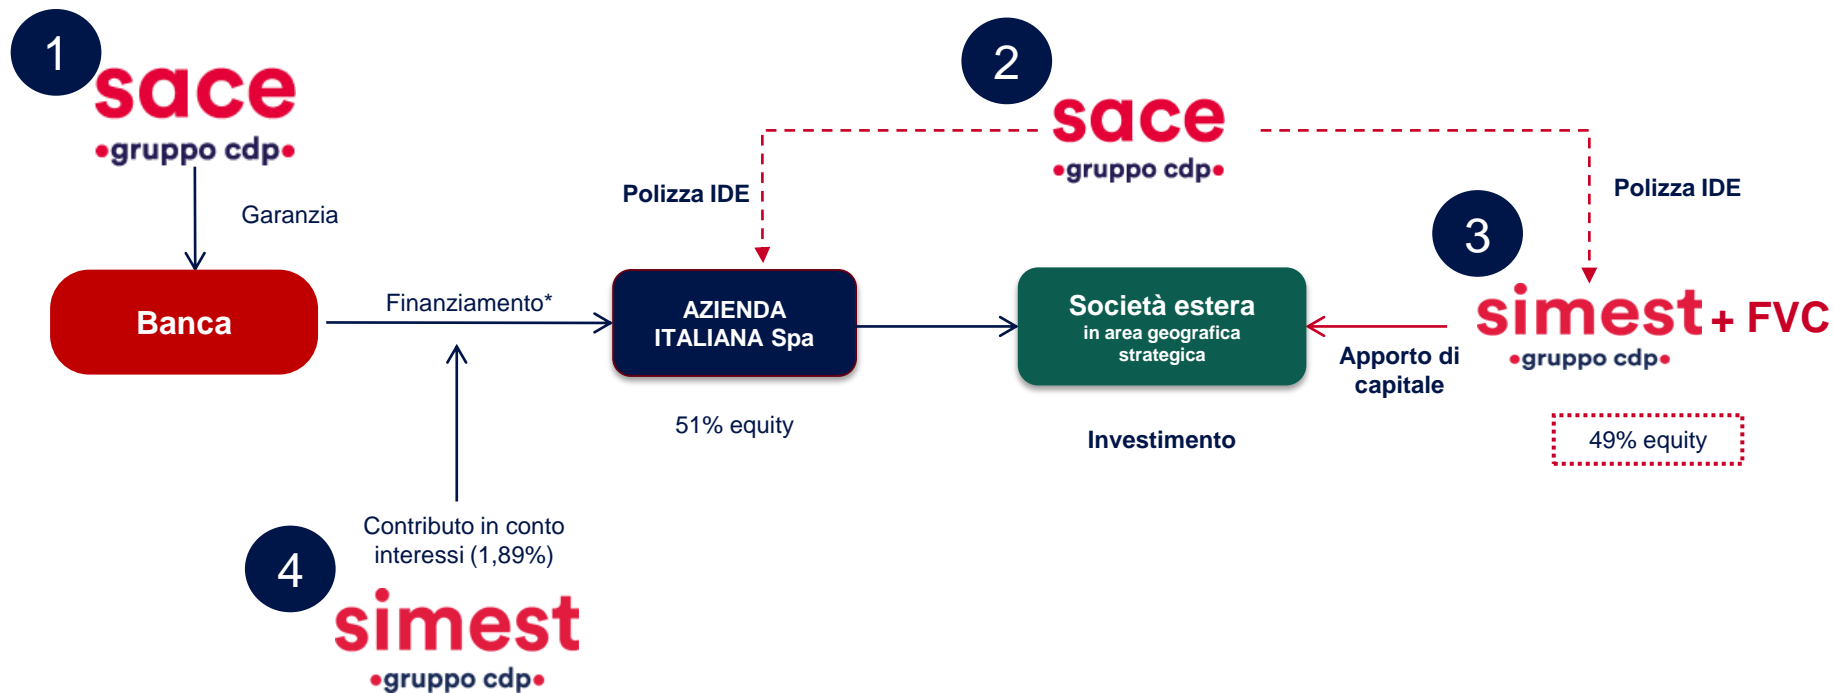 1
sace
•gruppo cdp•
Garanzia
Banca
Finanziamento*
2
sace
•gruppo cdp•
Polizza IDE
Polizza IDE
AZIENDA
ITALIANA Spa
51% equity
Società estera
in area geografica
strategica
Investimento
3
simest + FVC
•gruppo cdp•
Apporto di
capitale
49% equity
4
Contributo in conto
interessi (1,89%)
simest
•gruppo cdp•